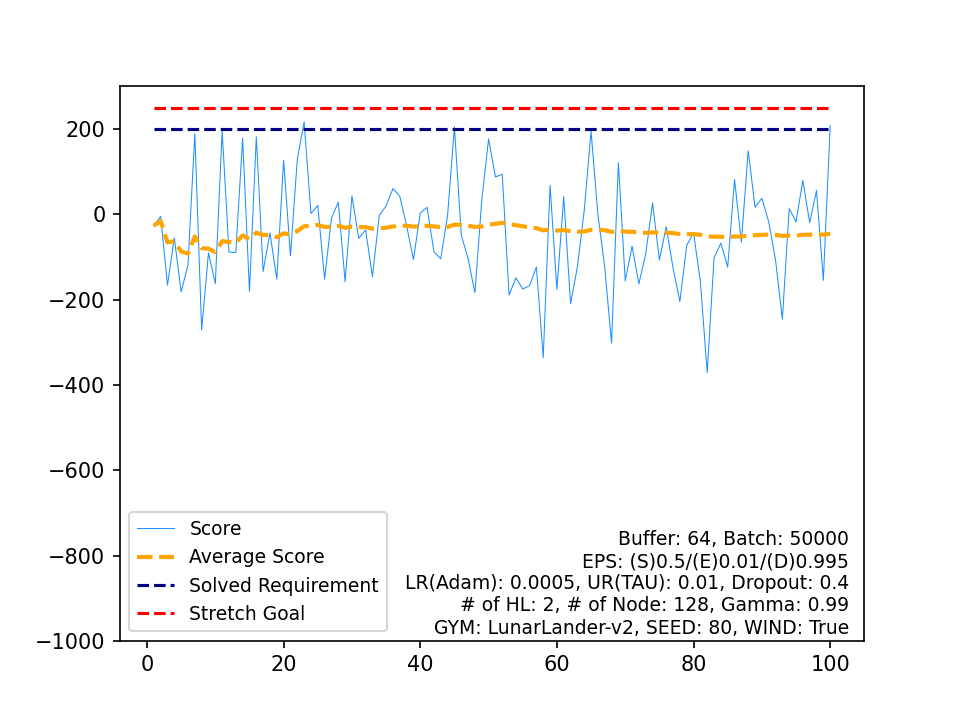 200
0
−200
−400
−600
−800
−1000
0 20 40 60 80 100
Score
Average Score
Solved Requirement
Stretch Goal
Buffer: 64, Batch: 50000
EPS: (S)0.5/(E)0.01/(D)0.995
LR(Adam): 0.0005, UR(TAU): 0.01, Dropout: 0.4
# of HL: 2, # of Node: 128, Gamma: 0.99
GYM: LunarLander-v2, SEED: 80, WIND: True